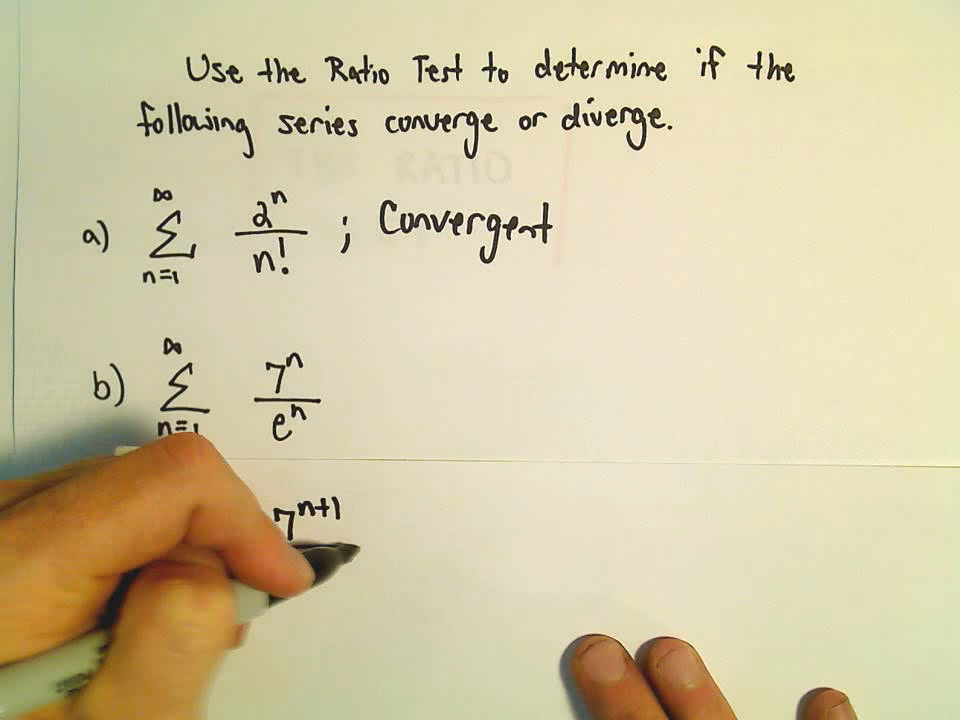 Use the Ratio Test to determine if the
following series converge or diverge.
a) ∞ Σ n=1 2^n / n! ; Convergent
b) ∞ Σ n=1 7^n / e^n
7^{n+1}